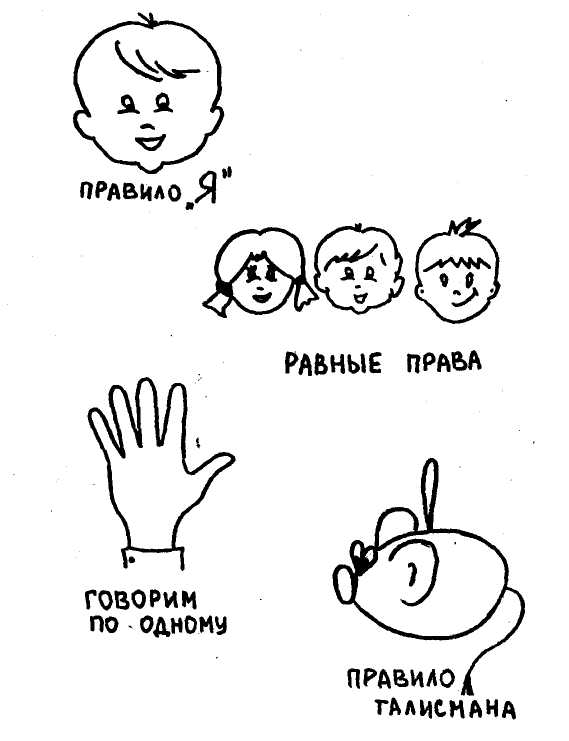 ПРАВИЛО „Я"
РАВНЫЕ ПРАВА
ГОВОРИМ
ПО ОДНОМУ
ПРАВИЛО
ТАЛИСМАНА